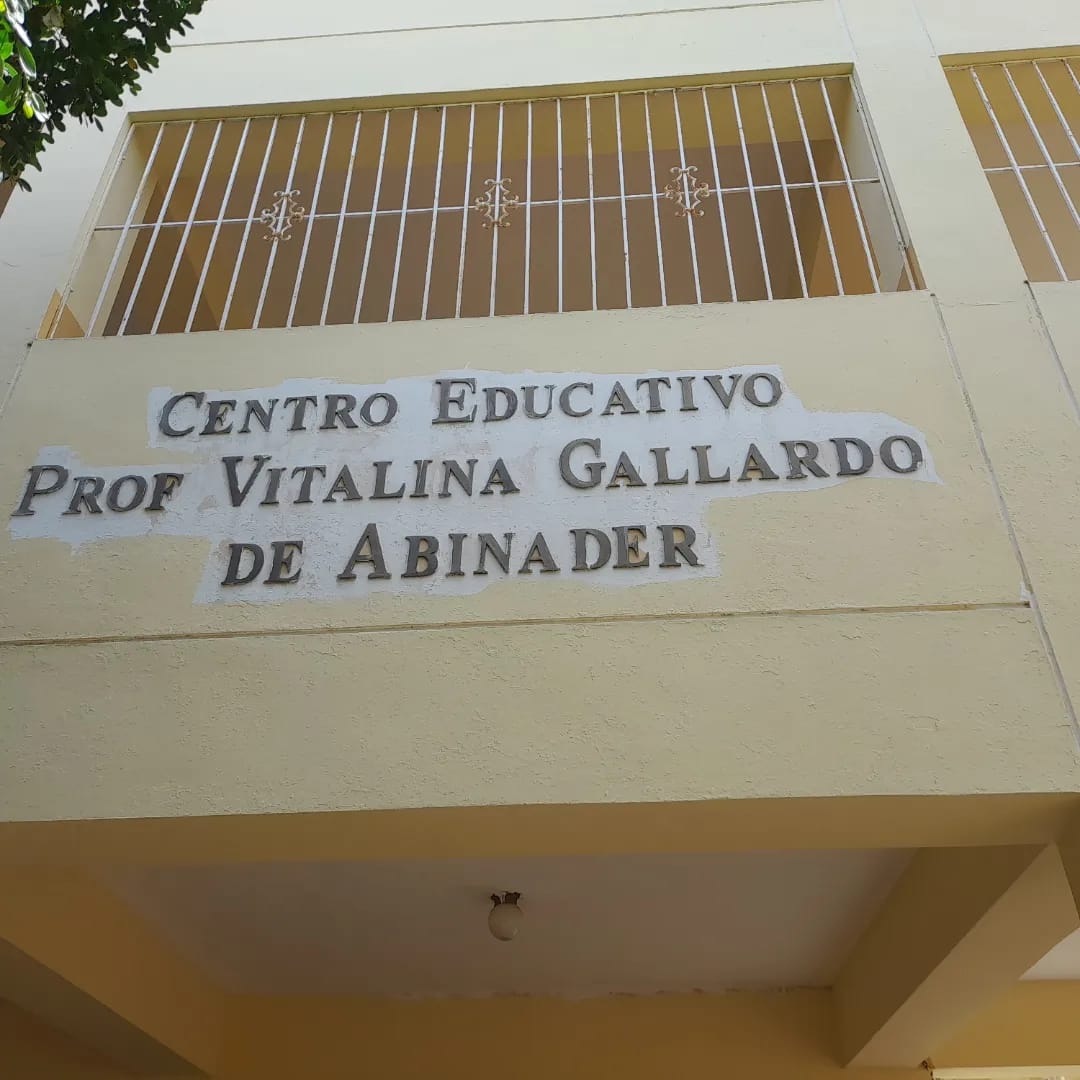 CENTRO EDUCATIVO
PROF VITALINA GALLARDO
DE ABINADER